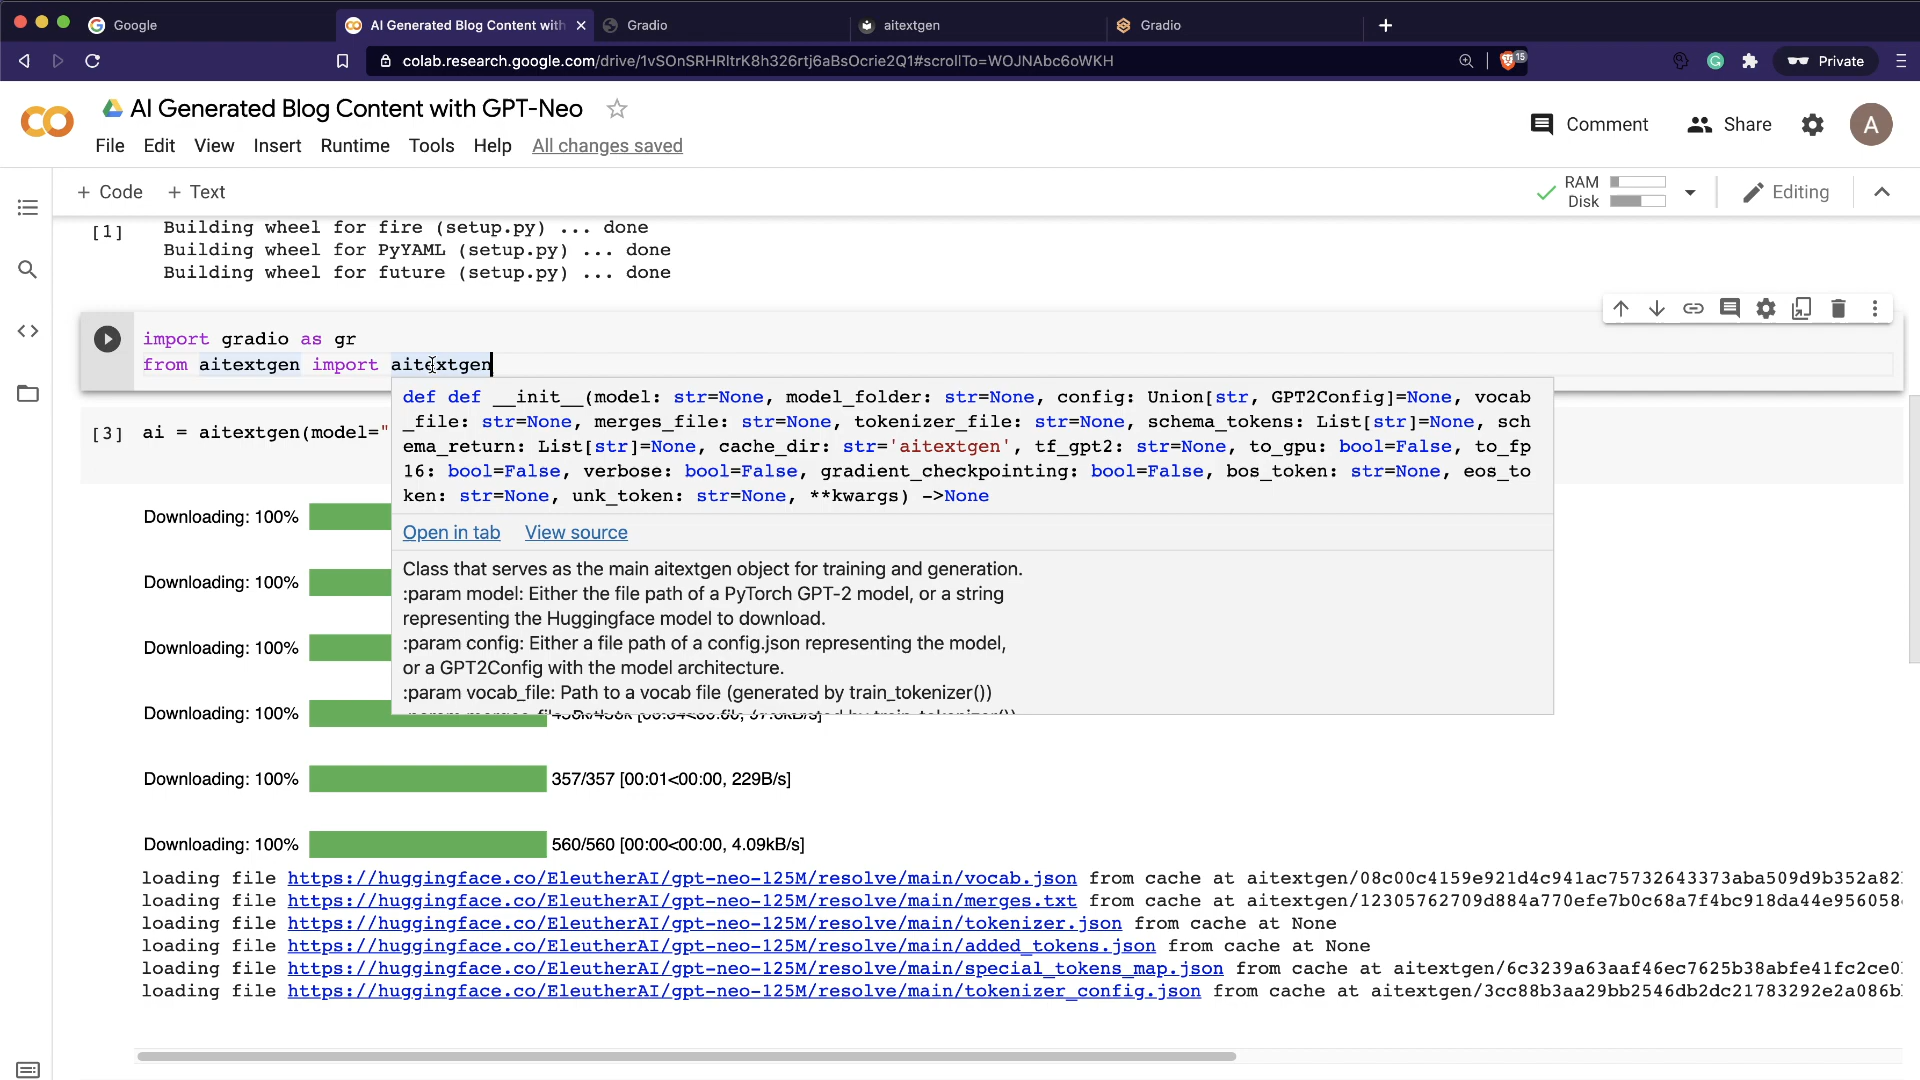 Google
AI Generated Blog Content with
Gradio
aitextgen
Gradio
colab.research.google.com/drive/1vSOnSRHRltrK8h326rtj6aBsOcrie2Q1#scrollTo=WOJNAbc6oWKH
15
Private
AI Generated Blog Content with GPT-Neo
Comment
Share
A
File Edit View Insert Runtime Tools Help All changes saved
+ Code + Text
RAM
Disk
Editing
[1]
Building wheel for fire (setup.py) ... done
Building wheel for PyYAML (setup.py) ... done
Building wheel for future (setup.py) ... done
import gradio as gr
from aitextgen import aitextgen
def def __init__(model: str=None, model_folder: str=None, config: Union[str, GPT2Config]=None, vocab
_file: str=None, merges_file: str=None, tokenizer_file: str=None, schema_tokens: List[str]=None, sch
ema_return: List[str]=None, cache_dir: str='aitextgen', tf_gpt2: str=None, to_gpu: bool=False, to_fp
16: bool=False, verbose: bool=False, gradient_checkpointing: bool=False, bos_token: str=None, eos_to
ken: str=None, unk_token: str=None, **kwargs) ->None
Open in tab View source
Class that serves as the main aitextgen object for training and generation.
:param model: Either the file path of a PyTorch GPT-2 model, or a string
representing the Huggingface model to download.
:param config: Either a file path of a config.json representing the model,
or a GPT2Config with the model architecture.
:param vocab_file: Path to a vocab file (generated by train_tokenizer())
[3] ai = aitextgen(model="
Downloading: 100%
Downloading: 100%
Downloading: 100%
Downloading: 100%
Downloading: 100% 357/357 [00:01<00:00, 229B/s]
Downloading: 100% 560/560 [00:00<00:00, 4.09kB/s]
loading file https://huggingface.co/EleutherAI/gpt-neo-125M/resolve/main/vocab.json from cache at aitextgen/08c00c4159e921d4c941ac75732643373aba509d9b352a82
loading file https://huggingface.co/EleutherAI/gpt-neo-125M/resolve/main/merges.txt from cache at aitextgen/12305762709d884a770efe7b0c68a7f4bc918da44e956058
loading file https://huggingface.co/EleutherAI/gpt-neo-125M/resolve/main/tokenizer.json from cache at None
loading file https://huggingface.co/EleutherAI/gpt-neo-125M/resolve/main/added_tokens.json from cache at None
loading file https://huggingface.co/EleutherAI/gpt-neo-125M/resolve/main/special_tokens_map.json from cache at aitextgen/6c3239a63aaf46ec7625b38abfe41fc2ce0
loading file https://huggingface.co/EleutherAI/gpt-neo-125M/resolve/main/tokenizer_config.json from cache at aitextgen/3cc88b3aa29bb2546db2dc21783292e2a086b